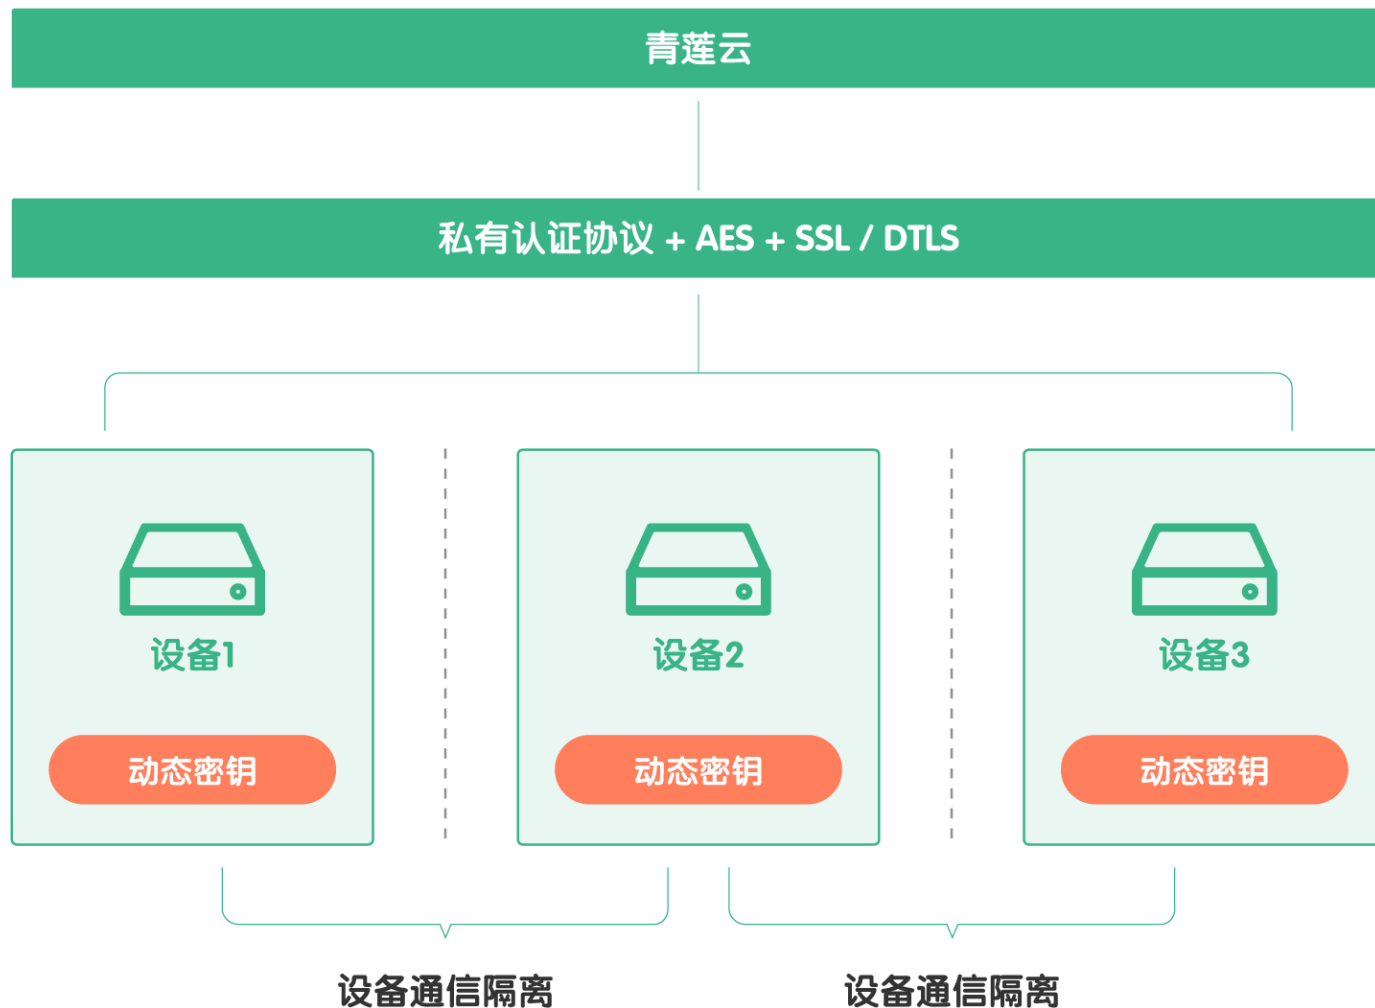 青莲云
私有认证协议 + AES + SSL / DTLS
设备1
设备2
设备3
动态密钥
动态密钥
动态密钥
设备通信隔离
设备通信隔离